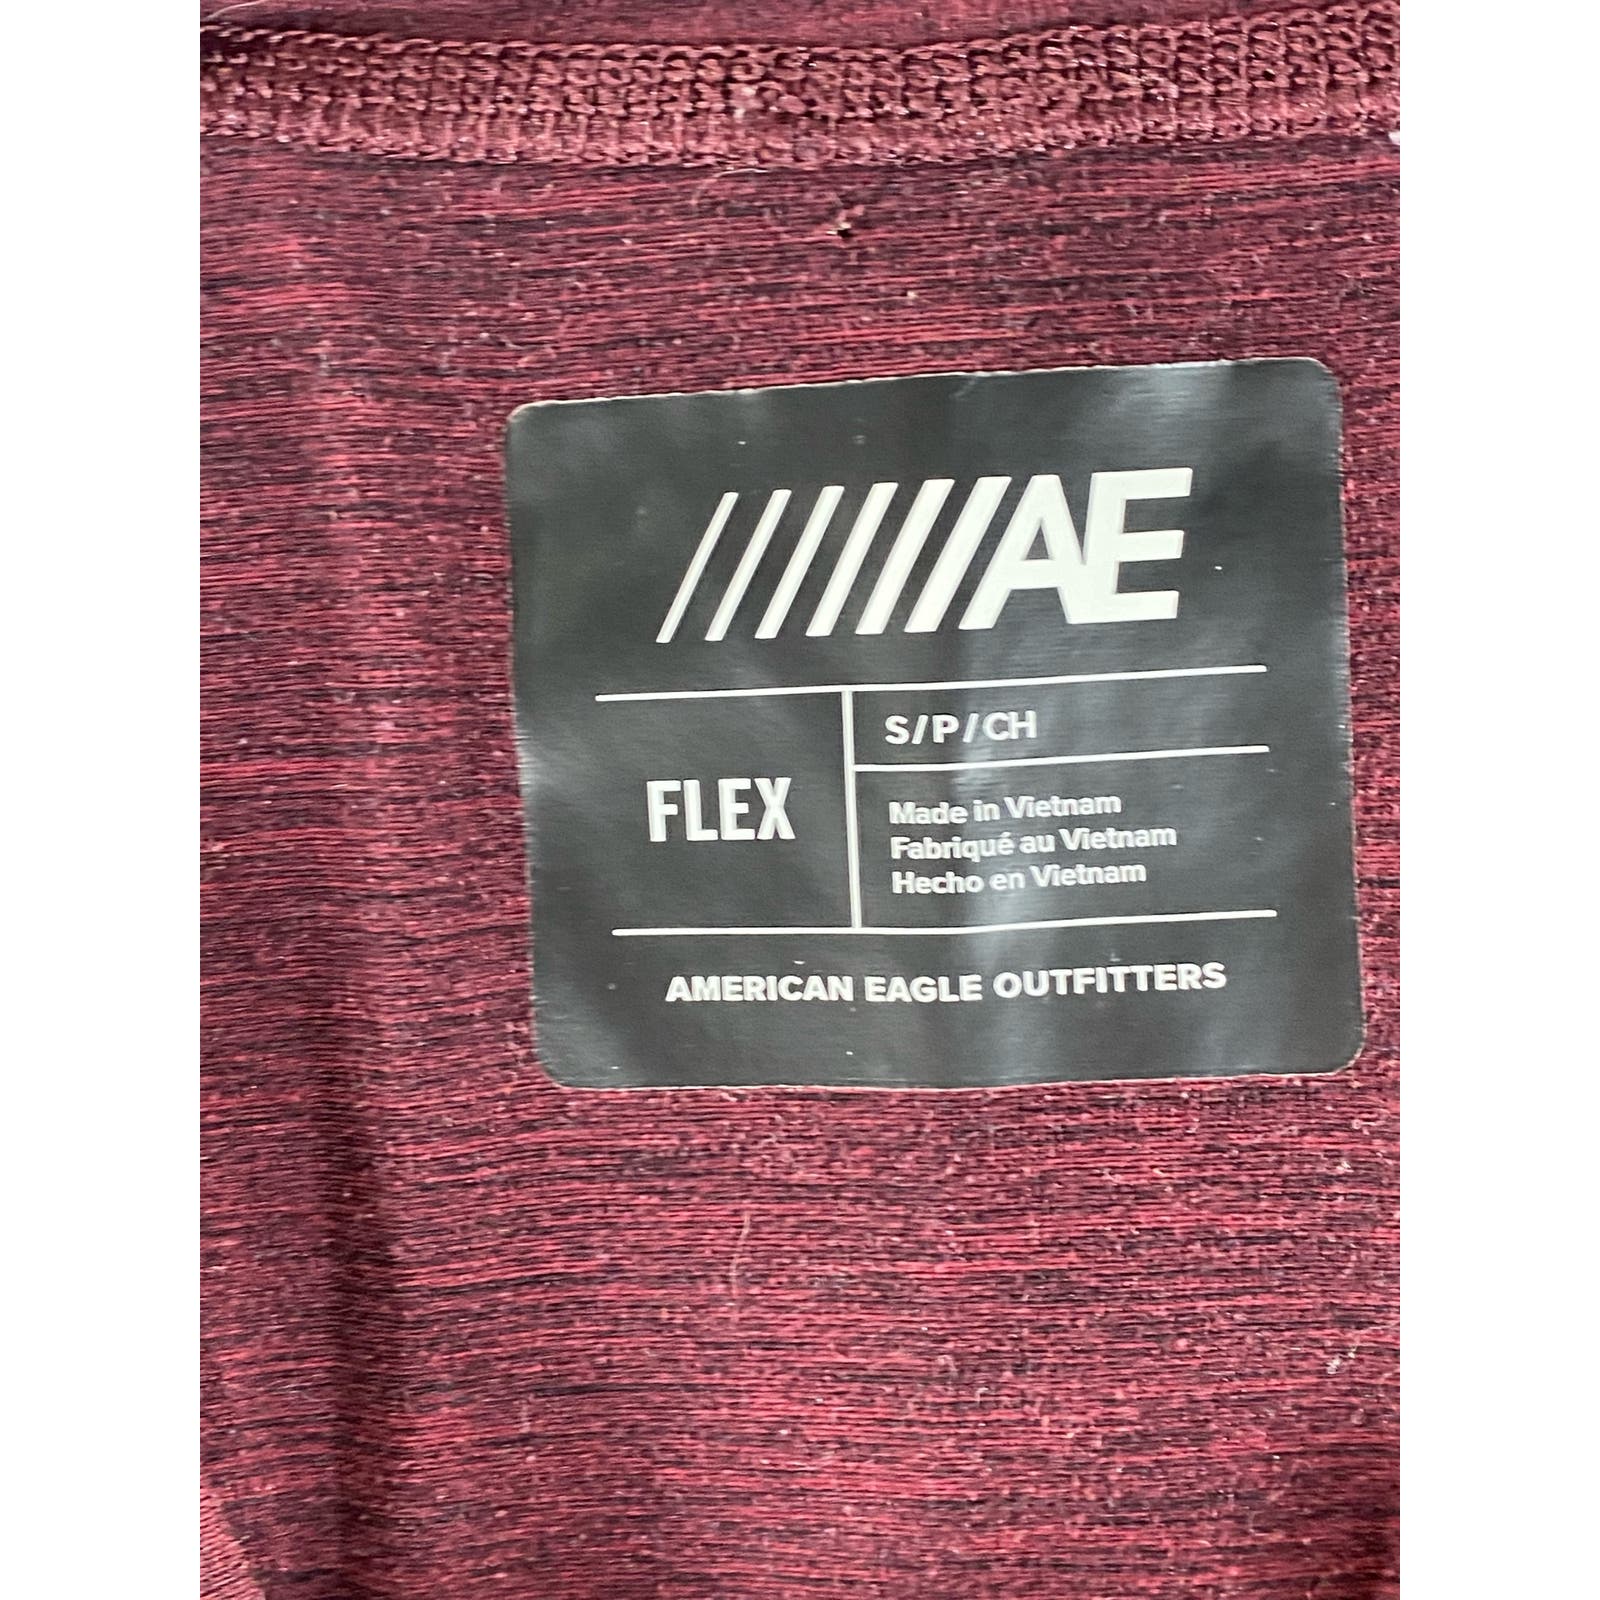 AE
S/P/CH
FLEX
Made in Vietnam
Fabriqué au Vietnam
Hecho en Vietnam
AMERICAN EAGLE OUTFITTERS